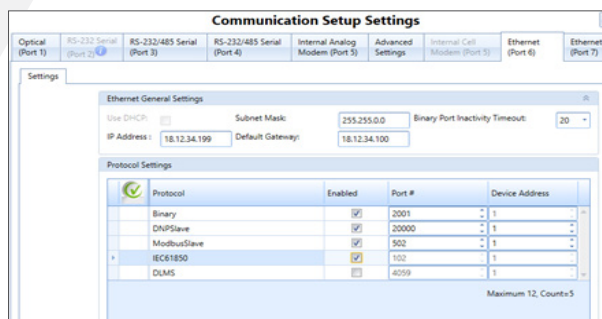 Communication Setup Settings
Optical (Port 1)
RS-232 Serial (Port 2)
RS-232/485 Serial (Port 3)
RS-232/485 Serial (Port 4)
Internal Analog Modem (Port 5)
Advanced Settings
Internal Cell Modem (Port 5)
Ethernet (Port 6)
Ethernet (Port 7)
Settings
Ethernet General Settings
Use DHCP:
Subnet Mask: 255.255.0.0
Binary Port Inactivity Timeout: 20
IP Address : 18.12.34.199
Default Gateway: 18.12.34.100
Protocol Settings
Protocol Enabled Port # Device Address
Binary 2001 1
DNPSlave 20000 1
ModbusSlave 502 1
IEC61850 102 1
DLMS 4059 1
Maximum 12, Count=5